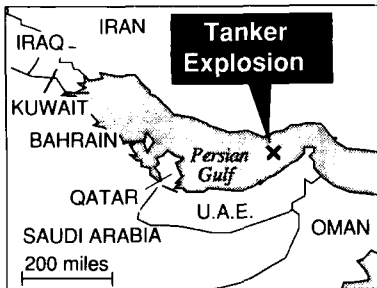 IRAN
IRAQ
Tanker
Explosion
KUWAIT
BAHRAIN
Persian
Gulf
QATAR
U.A.E.
OMAN
SAUDI ARABIA
200 miles